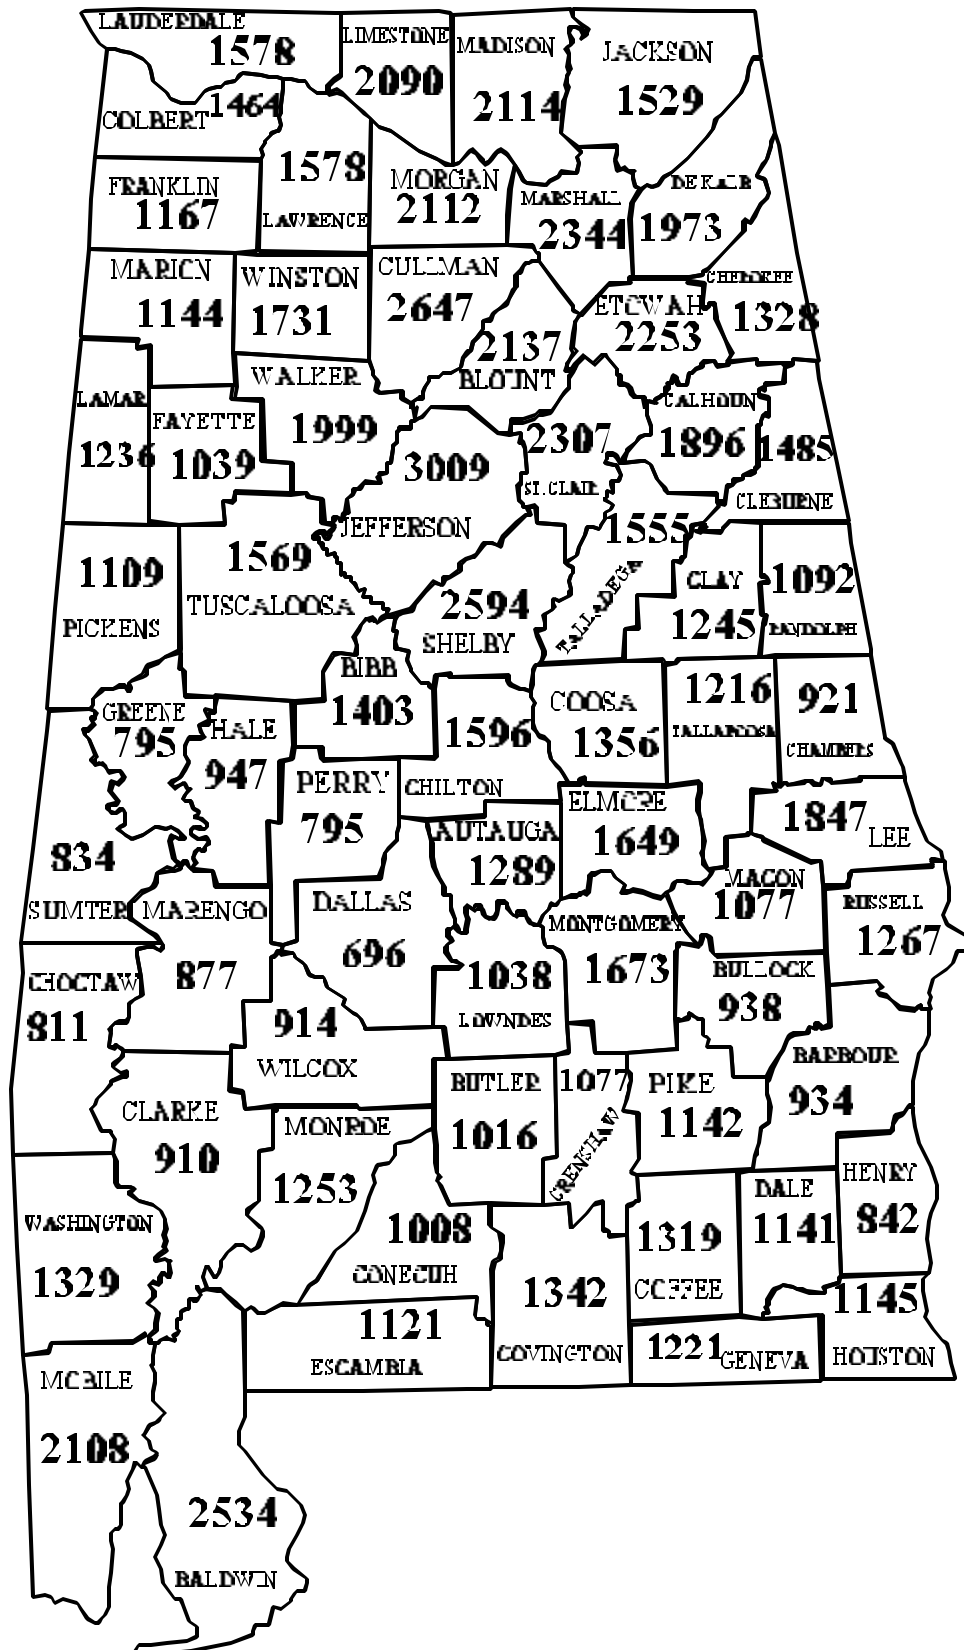 LAUDERDALE
1578
LIMESTONE
2090
MADISON
2114
JACKSON
1529
COLBERT
1464
1578
LAWRENCE
FRANKLIN
1167
MORGAN
2112
MARSHALL
2344
DE KALB
1973
MARION
1144
WINSTON
1731
CULLMAN
2647
2137
BLOUNT
ETOWAH
2253
CHEROKEE
1328
WALKER
1999
LAMAR
1236
FAYETTE
1039
3009
JEFFERSON
2307
ST. CLAIR
CALHOUN
1896
1485
CLEBURNE
1109
PICKENS
1569
TUSCALOOSA
2594
SHELBY
1555
TALLADEGA
CLAY
1245
1092
RANDOLPH
BIBB
1403
GREENE
795
HALE
947
1596
CHILTON
COOSA
1356
1216
TALLAPOOSA
921
CHAMBERS
PERRY
795
AUTAUGA
1289
ELMORE
1649
1847
LEE
834
SUMTER
MARENGO
877
DALLAS
696
MONTGOMERY
1673
MACON
1077
RUSSELL
1267
CHOCTAW
811
914
WILCOX
1038
LOWNDES
BULLOCK
938
BARBOUR
934
CLARKE
910
MONROE
1253
BUTLER
1016
1077
CRENSHAW
PIKE
1142
HENRY
842
WASHINGTON
1329
1008
CONECUH
1342
COVINGTON
1319
COFFEE
DALE
1141
1145
HOUSTON
1121
ESCAMBIA
1221
GENEVA
MOBILE
2108
2534
BALDWIN